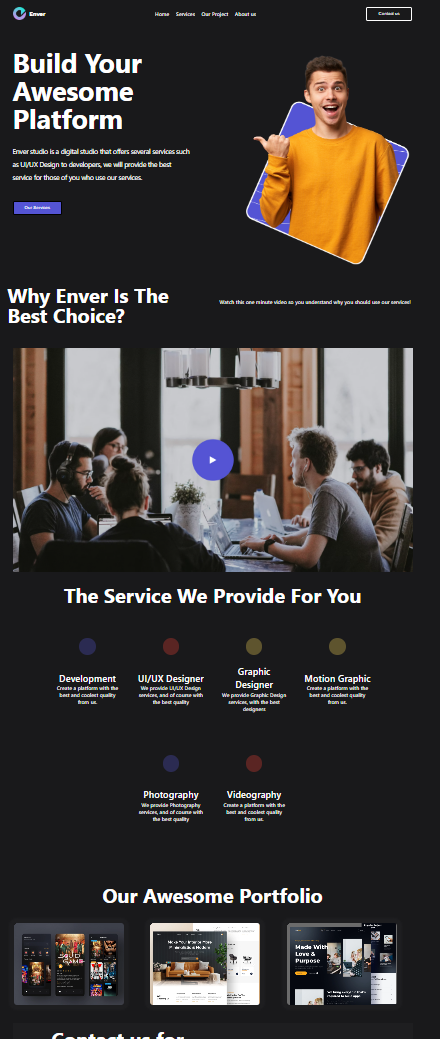 Enver
Home Services Our Project About us
Contact us
Build Your
Awesome
Platform
Enver studio is a digital studio that offers several services such
as UI/UX Design to developers, we will provide the best
service for those of you who use our services.
Our Services
Why Enver Is The
Best Choice?
Watch this one minute video so you understand why you should use our services!
The Service We Provide For You
Development
Create a platform with the
best and coolest quality
from us.
UI/UX Designer
We provide UI/UX Design
services, and of course with
the best quality
Graphic
Designer
We provide Graphic Design
services, with the best
designers
Motion Graphic
Create a platform with the
best and coolest quality
from us.
Photography
We provide Photography
services, and of course with
the best quality
Videography
Create a platform with the
best and coolest quality
from us.
Our Awesome Portfolio
SQUID
GAME
Make Your Interior More
Minimalistic & Modern
Made With
Love &
Purpose
Contact us for